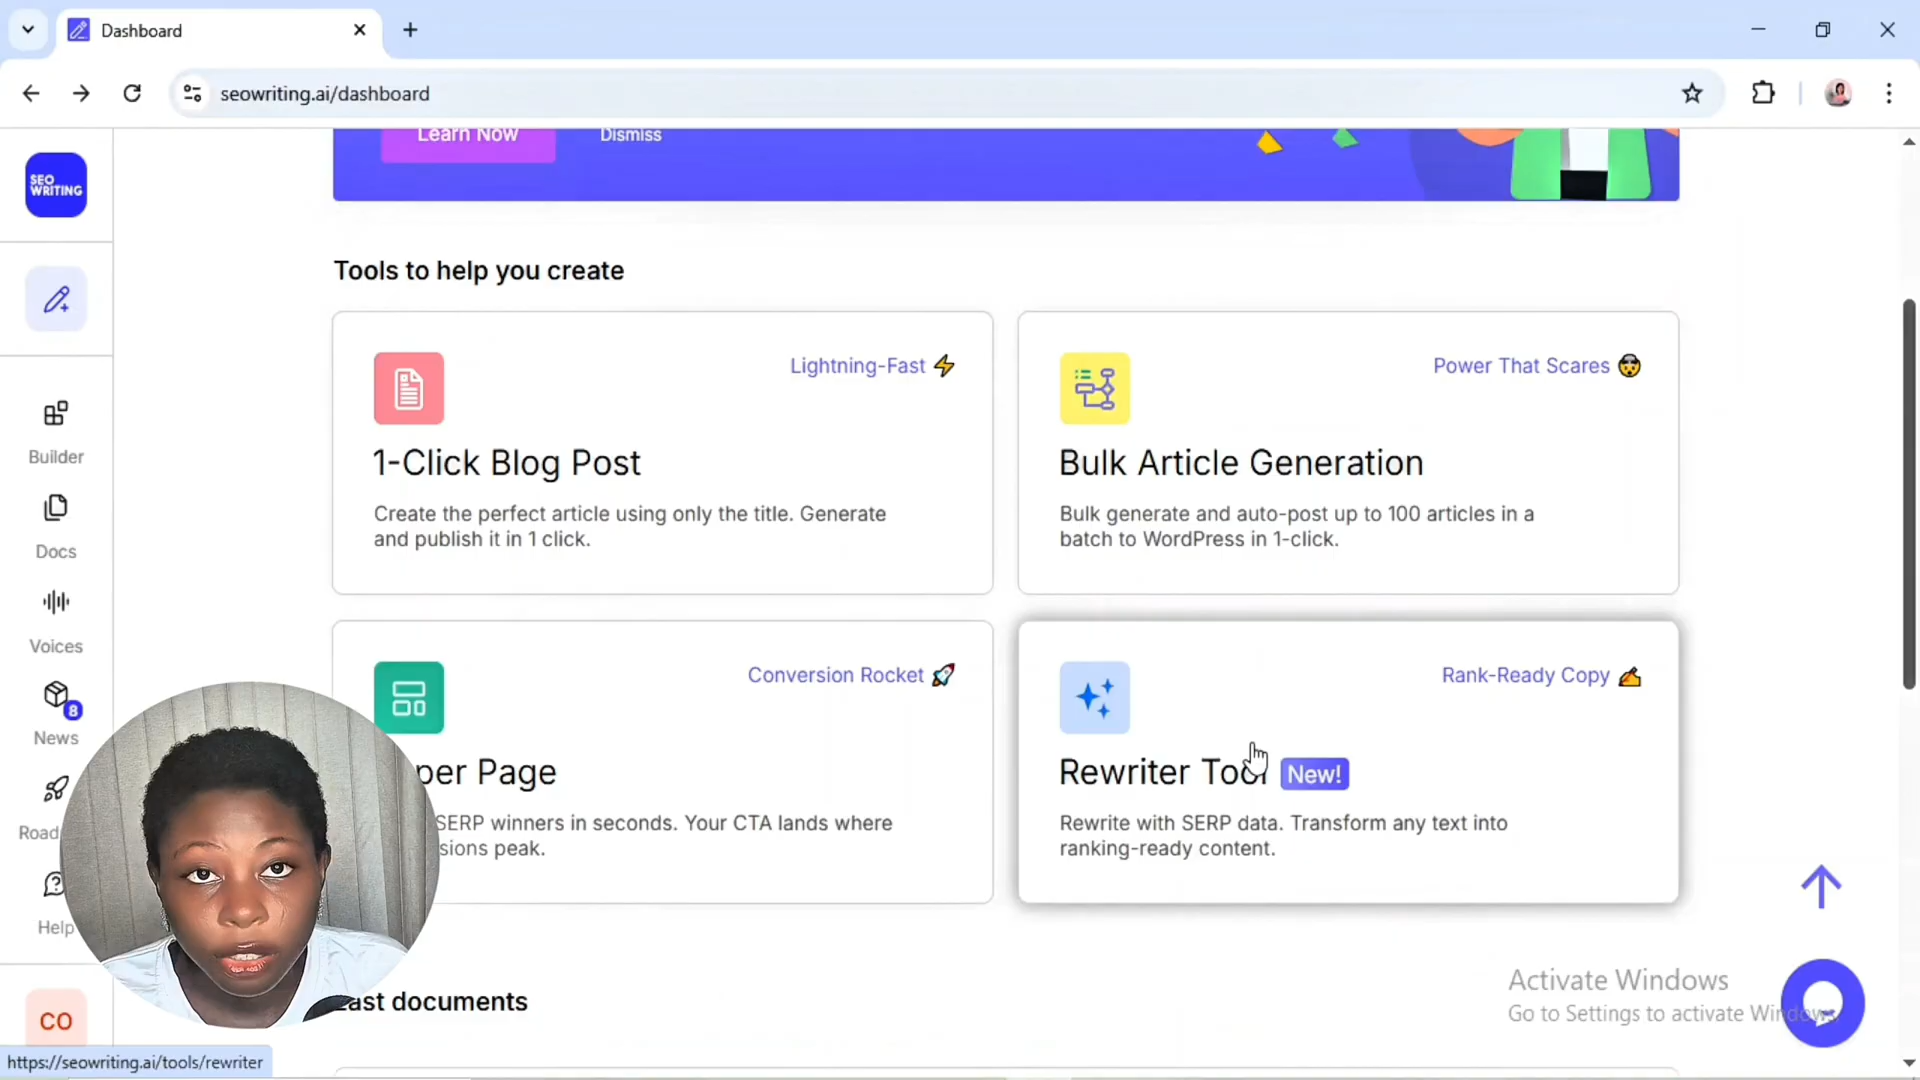 Dashboard
seowriting.ai/dashboard
Learn Now
Dismiss
SEO
WRITING
Tools to help you create
Lightning-Fast
1-Click Blog Post
Create the perfect article using only the title. Generate
and publish it in 1 click.
Power That Scares
Bulk Article Generation
Bulk generate and auto-post up to 100 articles in a
batch to WordPress in 1-click.
Builder
Docs
Voices
8
News
Road
Help
CO
Conversion Rocket
per Page
SERP winners in seconds. Your CTA lands where
sions peak.
Rank-Ready Copy
Rewriter Tool New!
Rewrite with SERP data. Transform any text into
ranking-ready content.
Last documents
Activate Windows
Go to Settings to activate Windows.
https://seowriting.ai/tools/rewriter